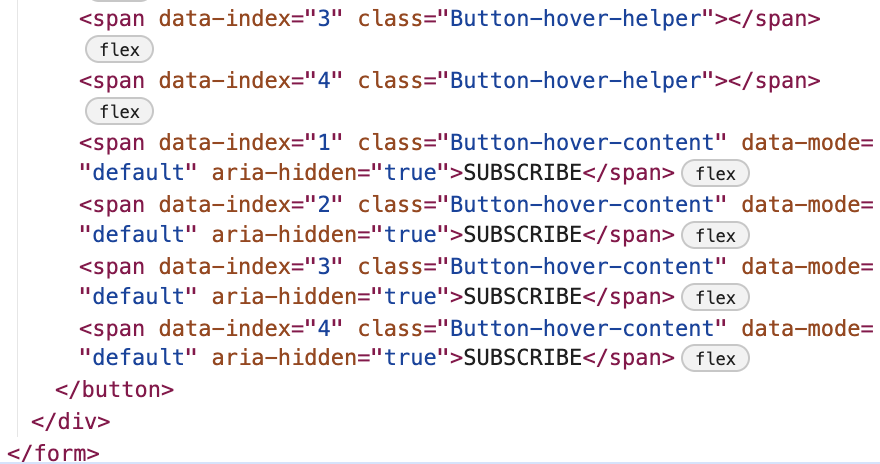 <span data-index="3" class="Button-hover-helper"></span>
flex
<span data-index="4" class="Button-hover-helper"></span>
flex
<span data-index="1" class="Button-hover-content" data-mode=
"default" aria-hidden="true">SUBSCRIBE</span> flex
<span data-index="2" class="Button-hover-content" data-mode=
"default" aria-hidden="true">SUBSCRIBE</span> flex
<span data-index="3" class="Button-hover-content" data-mode=
"default" aria-hidden="true">SUBSCRIBE</span> flex
<span data-index="4" class="Button-hover-content" data-mode=
"default" aria-hidden="true">SUBSCRIBE</span> flex
</button>
</div>
</form>